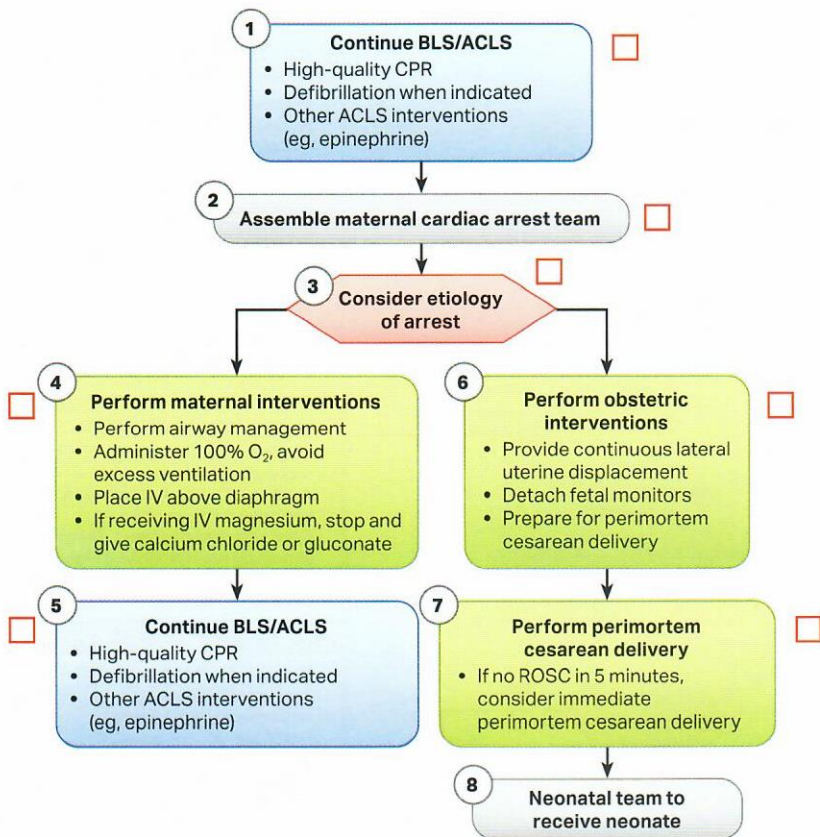 1
Continue BLS/ACLS
• High-quality CPR
• Defibrillation when indicated
• Other ACLS interventions
(eg, epinephrine)
2
Assemble maternal cardiac arrest team
3
Consider etiology
of arrest
4
Perform maternal interventions
• Perform airway management
• Administer 100% O₂, avoid
excess ventilation
• Place IV above diaphragm
• If receiving IV magnesium, stop and
give calcium chloride or gluconate
5
Continue BLS/ACLS
• High-quality CPR
• Defibrillation when indicated
• Other ACLS interventions
(eg, epinephrine)
6
Perform obstetric
interventions
• Provide continuous lateral
uterine displacement
• Detach fetal monitors
• Prepare for perimortem
cesarean delivery
7
Perform perimortem
cesarean delivery
• If no ROSC in 5 minutes,
consider immediate
perimortem cesarean delivery
8
Neonatal team to
receive neonate